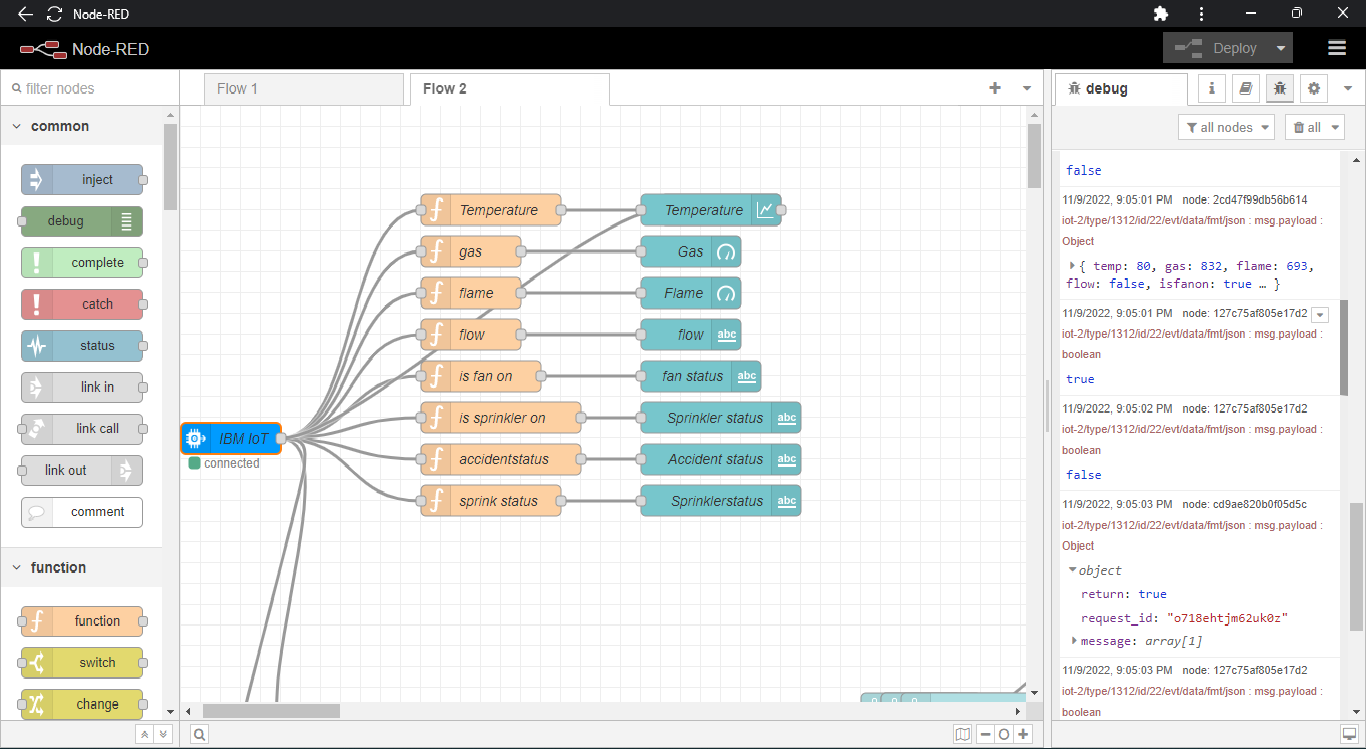 Node-RED
Node-RED
Deploy
filter nodes
Flow 1
Flow 2
debug
all nodes
all
common
inject
debug
complete
catch
status
link in
link call
link out
comment
function
function
switch
change
IBM IoT
connected
Temperature
Temperature
gas
Gas
flame
Flame
flow
flow
abc
is fan on
fan status
abc
is sprinkler on
Sprinkler status
abc
accidentstatus
Accident status
abc
sprink status
Sprinklerstatus
abc
false
11/9/2022, 9:05:01 PM node: 2cd47f99db56b614
iot-2/type/1312/id/22/evt/data/fmt/json : msg.payload :
Object
{ temp: 80, gas: 832, flame: 693,
flow: false, isfanon: true … }
11/9/2022, 9:05:01 PM node: 127c75af805e17d2
iot-2/type/1312/id/22/evt/data/fmt/json : msg.payload :
boolean
true
11/9/2022, 9:05:02 PM node: 127c75af805e17d2
iot-2/type/1312/id/22/evt/data/fmt/json : msg.payload :
boolean
false
11/9/2022, 9:05:03 PM node: cd9ae820b0f05d5c
iot-2/type/1312/id/22/evt/data/fmt/json : msg.payload :
Object
object
return: true
request_id: "o718ehtjm62uk0z"
message: array[1]
11/9/2022, 9:05:03 PM node: 127c75af805e17d2
iot-2/type/1312/id/22/evt/data/fmt/json : msg.payload :
boolean